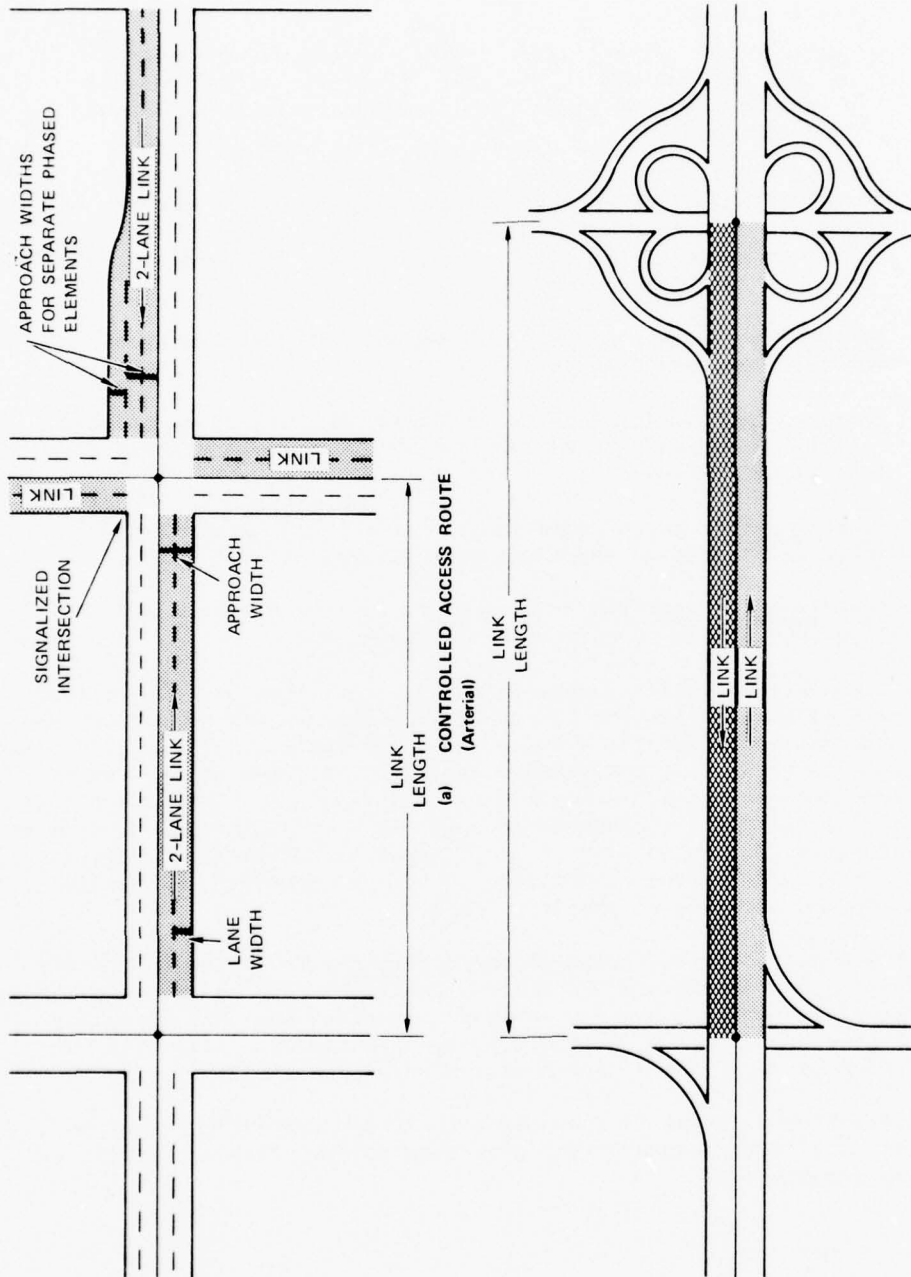 APPROACH WIDTHS
FOR SEPARATE PHASED
ELEMENTS
SIGNALIZED
INTERSECTION
LINK
2-LANE LINK
2-LANE LINK
LINK
LANE
WIDTH
APPROACH
WIDTH
LINK
LENGTH
(a) CONTROLLED ACCESS ROUTE
(Arterial)
LINK
LENGTH
LINK
LINK